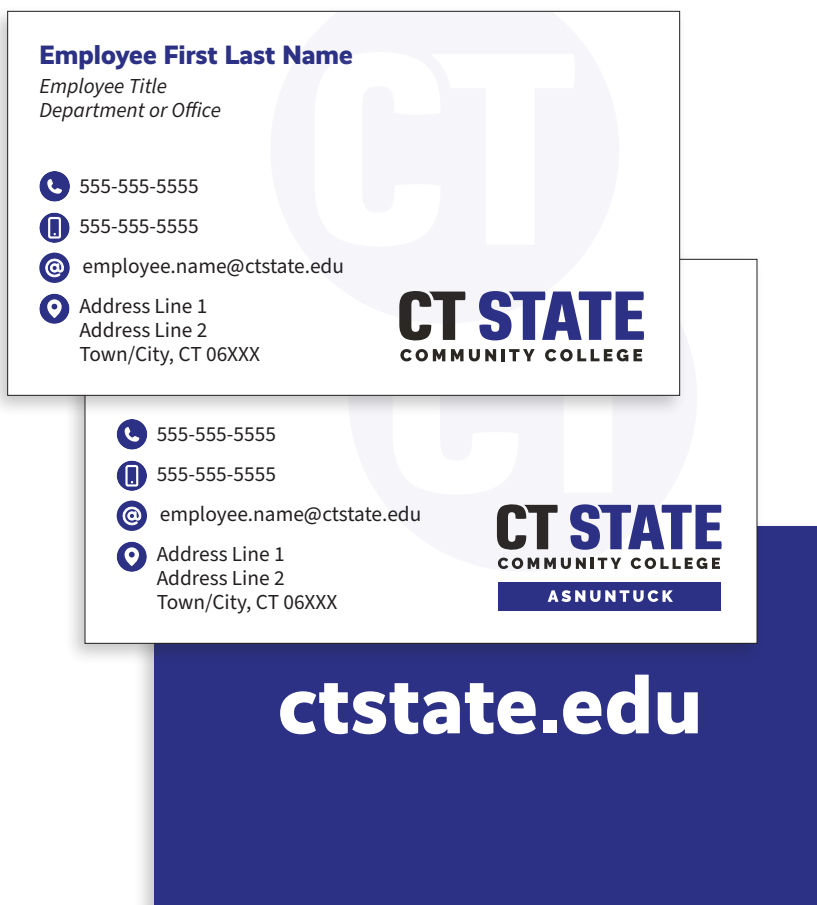 CT
Employee First Last Name
Employee Title
Department or Office
555-555-5555
555-555-5555
employee.name@ctstate.edu
Address Line 1
Address Line 2
Town/City, CT 06XXX
CT STATE
COMMUNITY COLLEGE
CT
555-555-5555
555-555-5555
employee.name@ctstate.edu
Address Line 1
Address Line 2
Town/City, CT 06XXX
CT STATE
COMMUNITY COLLEGE
ASNUNTUCK
ctstate.edu